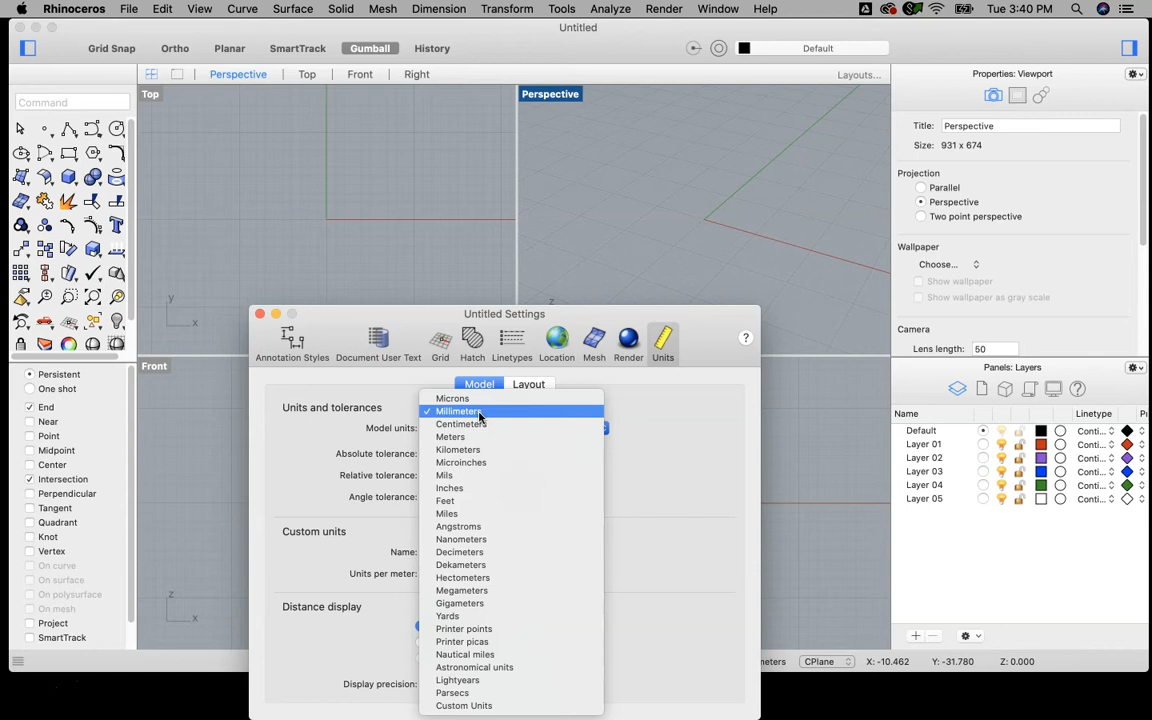 Rhinoceros File Edit View Curve Surface Solid Mesh Dimension Transform Tools Analyze Render Window Help Tue 3:40 PM
Untitled
Grid Snap Ortho Planar SmartTrack Gumball History Default
Perspective Top Front Right Layouts...
Properties: Viewport
Top
Perspective
Command
Title: Perspective
Size: 931 x 674
Projection
Parallel
Perspective
Two point perspective
Wallpaper
Choose...
Show wallpaper
Show wallpaper as gray scale
Camera
Lens length: 50
y
x
z
Untitled Settings
Annotation Styles Document User Text Grid Hatch Linetypes Location Mesh Render Units
?
Front
Panels: Layers
Model Layout
Units and tolerances
Model units:
Absolute tolerance:
Relative tolerance:
Angle tolerance:
Custom units
Name:
Units per meter:
Distance display
Display precision:
Microns
Millimeters
Centimeters
Meters
Kilometers
Microinches
Mils
Inches
Feet
Miles
Angstroms
Nanometers
Decimeters
Dekameters
Hectometers
Megameters
Gigameters
Yards
Printer points
Printer picas
Nautical miles
Astronomical units
Lightyears
Parsecs
Custom Units
Name Linetype
Default Conti...
Layer 01 Conti...
Layer 02 Conti...
Layer 03 Conti...
Layer 04 Conti...
Layer 05 Conti...
Persistent
One shot
End
Near
Point
Midpoint
Center
Intersection
Perpendicular
Tangent
Quadrant
Knot
Vertex
On curve
On surface
On polysurface
On mesh
Project
SmartTrack
z
x
meters CPlane X: -10.462 Y: -31.780 Z: 0.000